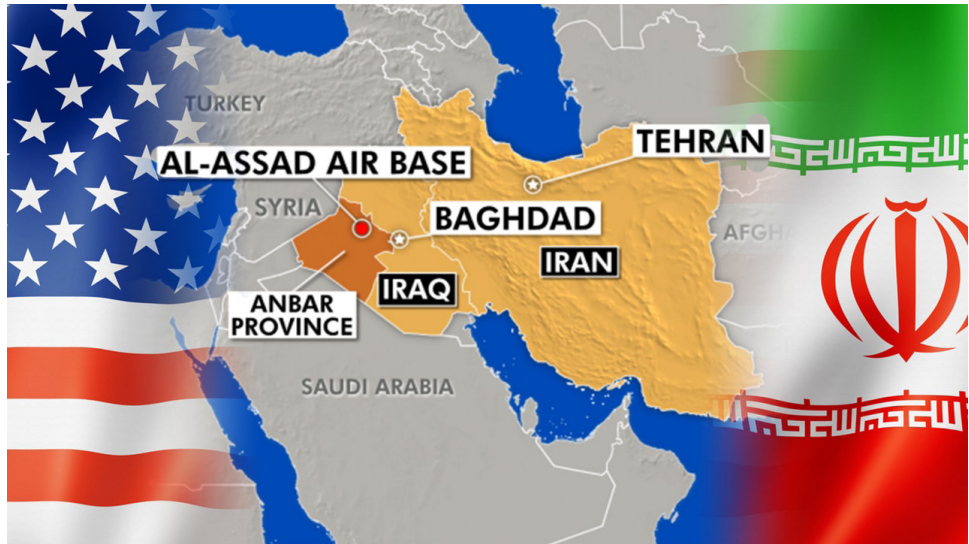 TURKEY
TEHRAN
AL-ASSAD AIR BASE
SYRIA
BAGHDAD
IRAN
IRAQ
ANBAR
PROVINCE
SAUDI ARABIA